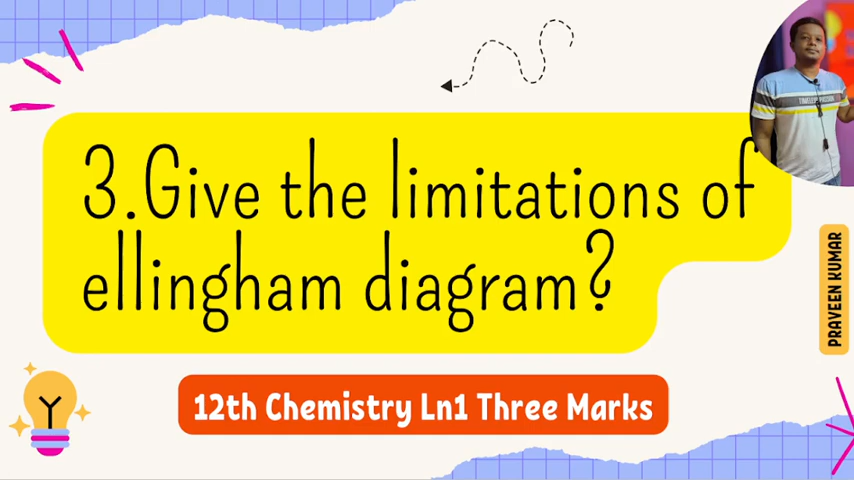 3.Give the limitations of
ellingham diagram?
12th Chemistry Ln1 Three Marks
PRAVEEN KUMAR